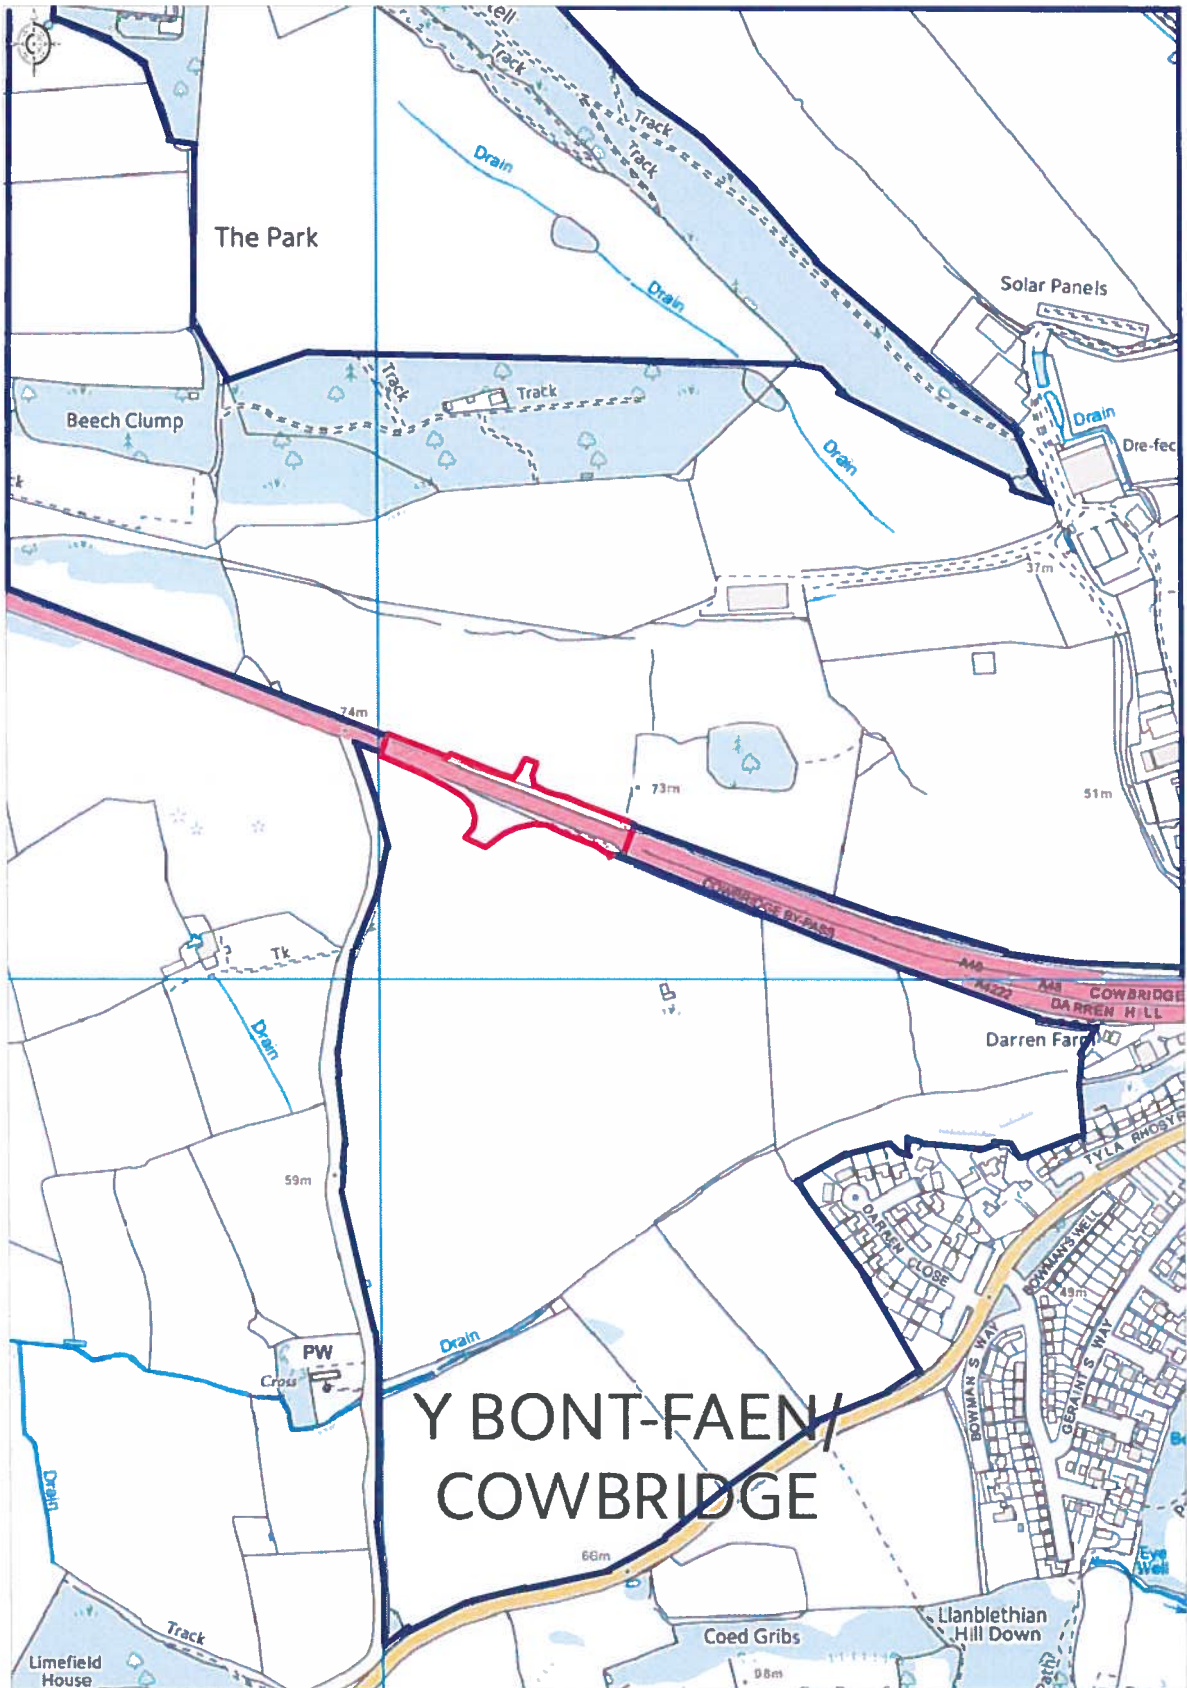 ell
Track
Track
Track
Drain
The Park
Drain
Solar Panels
Track
Track
Beech Clump
Drain
Drain
Dre-fec
k
37m
74m
73m
51m
COWBRIDGE BY-PASS
Tk
A48
A48
A4222
COWBRIDGE
DARREN HILL
Drain
Darren Farm
TYLA RHOSYR
59m
DARREN CLOSE
BOWMAN'S WELL
49m
Drain
PW
Cross
BOWMAN S WAY
GERAINT S WAY
Y BONT-FAEN/
COWBRIDGE
Drain
66m
Eye
Well
Track
Llanblethian
Hill Down
Coed Gribs
Limefield
House
98m
Path